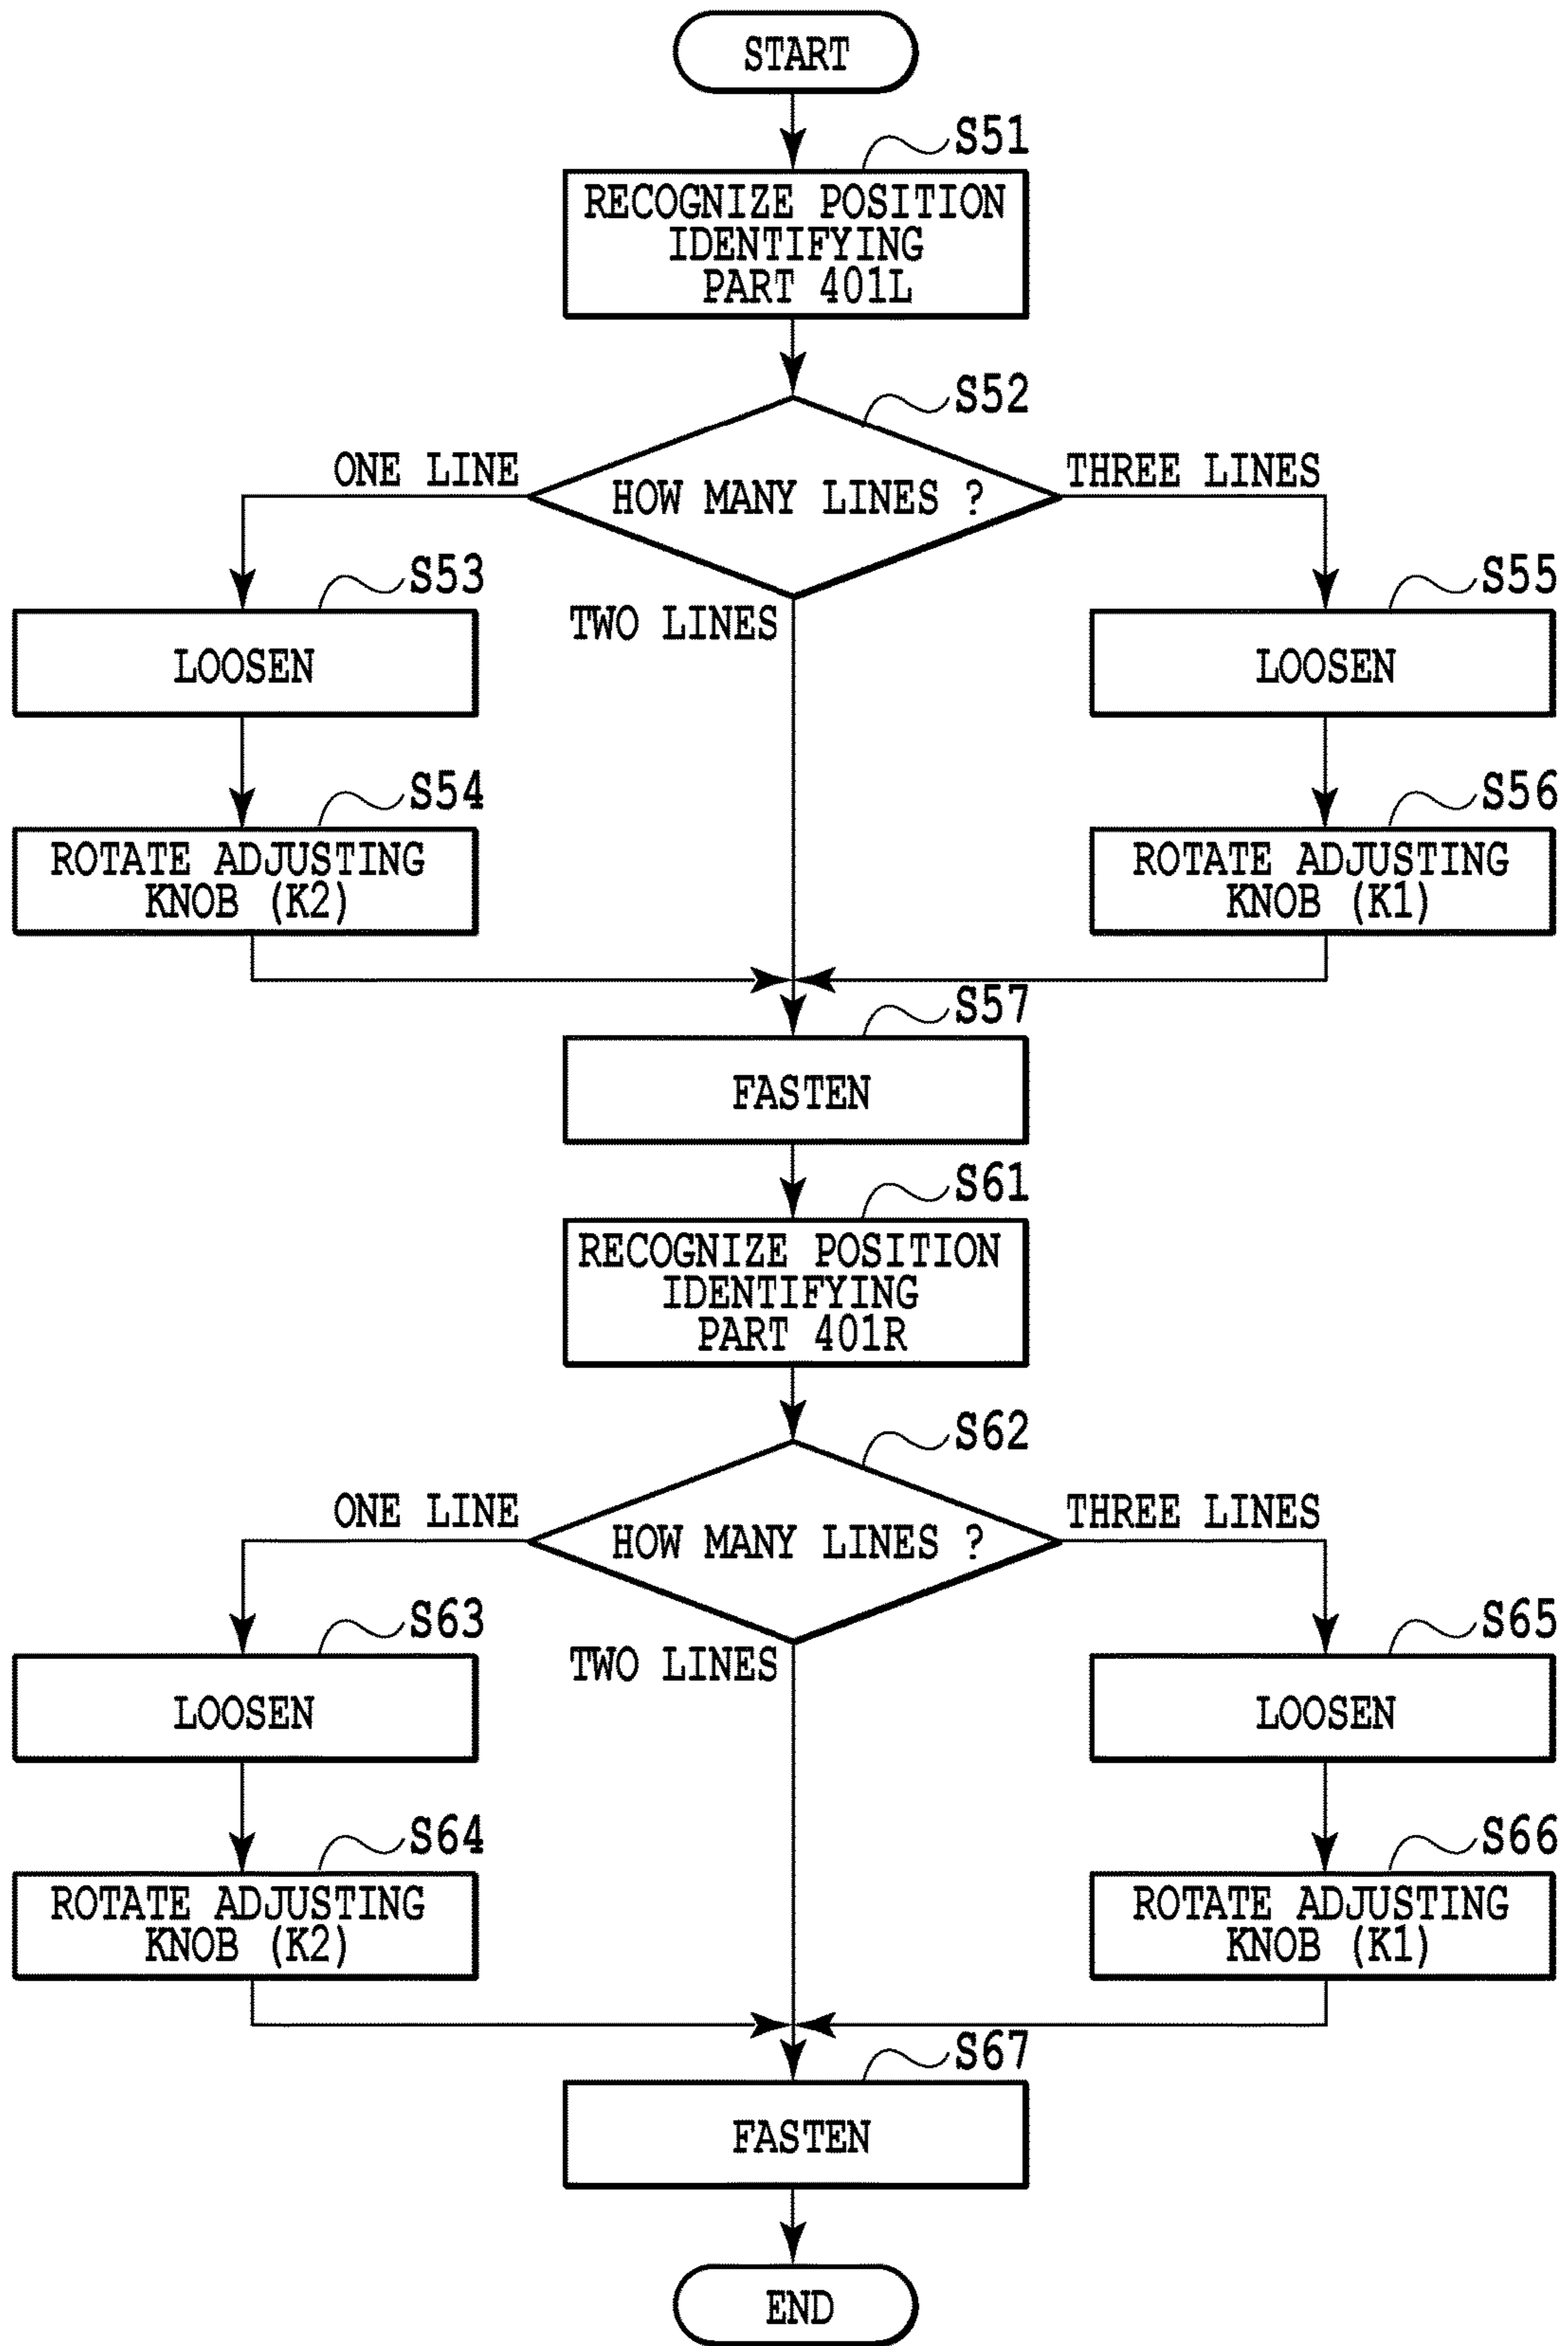 START
S51
RECOGNIZE POSITION
IDENTIFYING
PART 401L
S52
HOW MANY LINES ?
ONE LINE
THREE LINES
TWO LINES
S53
LOOSEN
S55
LOOSEN
S54
ROTATE ADJUSTING
KNOB (K2)
S56
ROTATE ADJUSTING
KNOB (K1)
S57
FASTEN
S61
RECOGNIZE POSITION
IDENTIFYING
PART 401R
S62
HOW MANY LINES ?
ONE LINE
THREE LINES
TWO LINES
S63
LOOSEN
S65
LOOSEN
S64
ROTATE ADJUSTING
KNOB (K2)
S66
ROTATE ADJUSTING
KNOB (K1)
S67
FASTEN
END